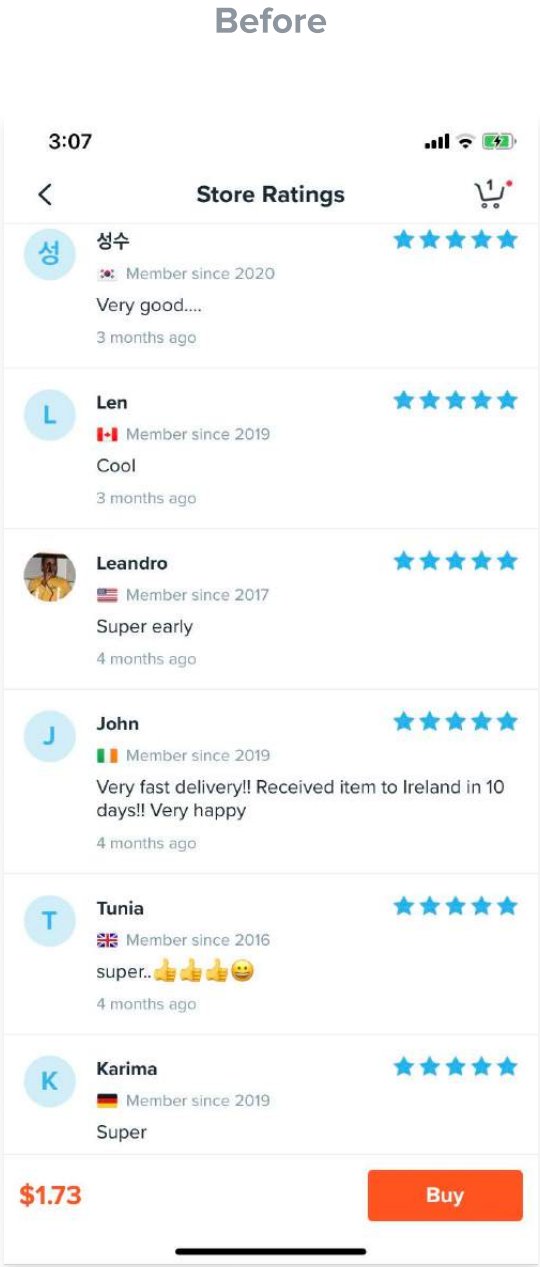 Before
3:07
Store Ratings
1
성
성수
Member since 2020
Very good....
3 months ago
L
Len
Member since 2019
Cool
3 months ago
Leandro
Member since 2017
Super early
4 months ago
J
John
Member since 2019
Very fast delivery!! Received item to Ireland in 10
days!! Very happy
4 months ago
T
Tunia
Member since 2016
super..👍👍👍😀
4 months ago
K
Karima
Member since 2019
Super
$1.73
Buy